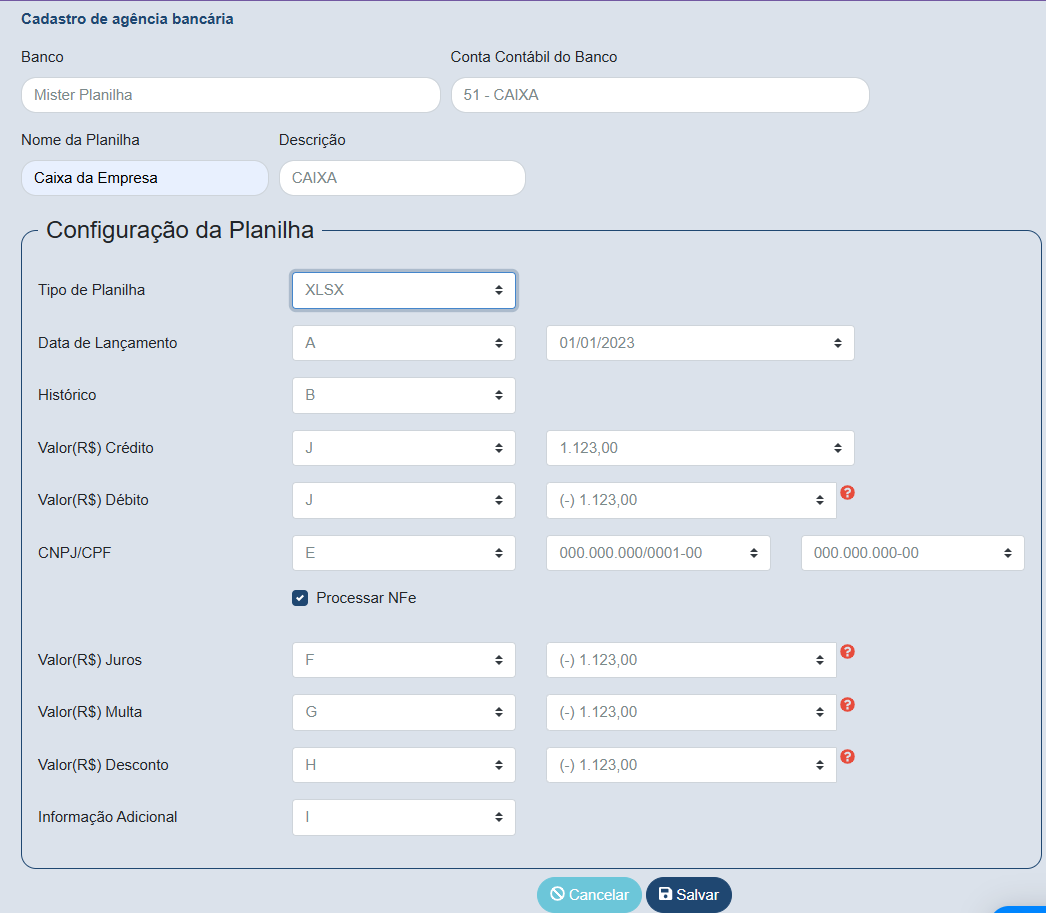 Cadastro de agência bancária
Banco Conta Contábil do Banco
Mister Planilha 51 - CAIXA
Nome da Planilha Descrição
Caixa da Empresa CAIXA
Configuração da Planilha
Tipo de Planilha XLSX
Data de Lançamento A 01/01/2023
Histórico B
Valor(R$) Crédito J 1.123,00
Valor(R$) Débito J (-) 1.123,00 ?
CNPJ/CPF E 000.000.000/0001-00 000.000.000-00
Processar NFe
Valor(R$) Juros F (-) 1.123,00 ?
Valor(R$) Multa G (-) 1.123,00 ?
Valor(R$) Desconto H (-) 1.123,00 ?
Informação Adicional I
Cancelar Salvar